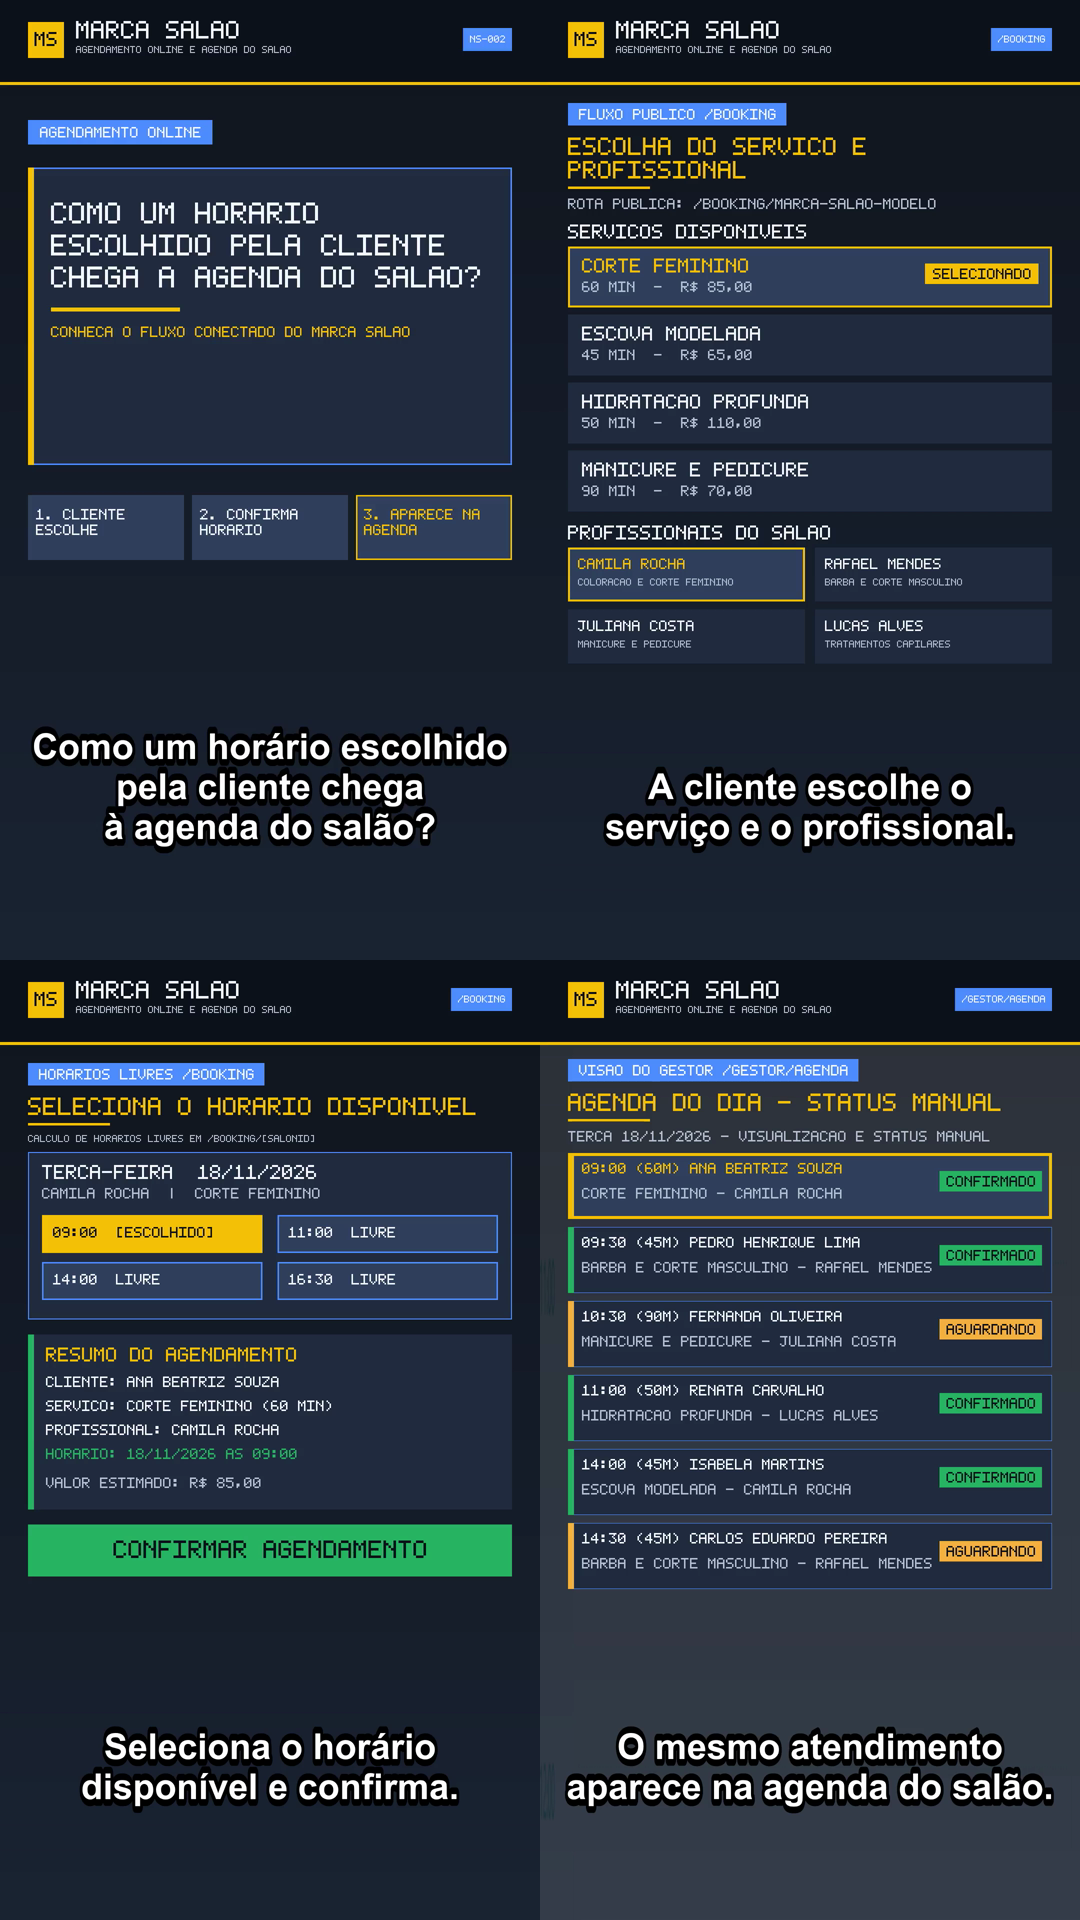 MS
MARCA SALAO
AGENDAMENTO ONLINE E AGENDA DO SALAO
NS-002
AGENDAMENTO ONLINE
COMO UM HORARIO
ESCOLHIDO PELA CLIENTE
CHEGA A AGENDA DO SALAO?
CONHECA O FLUXO CONECTADO DO MARCA SALAO
1. CLIENTE
ESCOLHE
2. CONFIRMA
HORARIO
3. APARECE NA
AGENDA
Como um horário escolhido
pela cliente chega
à agenda do salão?
MS
MARCA SALAO
AGENDAMENTO ONLINE E AGENDA DO SALAO
/BOOKING
FLUXO PUBLICO /BOOKING
ESCOLHA DO SERVICO E
PROFISSIONAL
ROTA PUBLICA: /BOOKING/MARCA-SALAO-MODELO
SERVICOS DISPONIVEIS
CORTE FEMININO
60 MIN - R$ 85,00
SELECIONADO
ESCOVA MODELADA
45 MIN - R$ 65,00
HIDRATACAO PROFUNDA
50 MIN - R$ 110,00
MANICURE E PEDICURE
90 MIN - R$ 70,00
PROFISSIONAIS DO SALAO
CAMILA ROCHA
COLORACAO E CORTE FEMININO
RAFAEL MENDES
BARBA E CORTE MASCULINO
JULIANA COSTA
MANICURE E PEDICURE
LUCAS ALVES
TRATAMENTOS CAPILARES
A cliente escolhe o
serviço e o profissional.
MS
MARCA SALAO
AGENDAMENTO ONLINE E AGENDA DO SALAO
/BOOKING
HORARIOS LIVRES /BOOKING
SELECIONA O HORARIO DISPONIVEL
CALCULO DE HORARIOS LIVRES EM /BOOKING/[SALONID]
TERCA-FEIRA 18/11/2026
CAMILA ROCHA | CORTE FEMININO
09:00 [ESCOLHIDO]
11:00 LIVRE
14:00 LIVRE
16:30 LIVRE
RESUMO DO AGENDAMENTO
CLIENTE: ANA BEATRIZ SOUZA
SERVICO: CORTE FEMININO (60 MIN)
PROFISSIONAL: CAMILA ROCHA
HORARIO: 18/11/2026 AS 09:00
VALOR ESTIMADO: R$ 85,00
CONFIRMAR AGENDAMENTO
Seleciona o horário
disponível e confirma.
MS
MARCA SALAO
AGENDAMENTO ONLINE E AGENDA DO SALAO
/GESTOR/AGENDA
VISAO DO GESTOR /GESTOR/AGENDA
AGENDA DO DIA - STATUS MANUAL
TERCA 18/11/2026 - VISUALIZACAO E STATUS MANUAL
09:00 (60M) ANA BEATRIZ SOUZA
CORTE FEMININO - CAMILA ROCHA
CONFIRMADO
09:30 (45M) PEDRO HENRIQUE LIMA
BARBA E CORTE MASCULINO - RAFAEL MENDES
CONFIRMADO
10:30 (90M) FERNANDA OLIVEIRA
MANICURE E PEDICURE - JULIANA COSTA
AGUARDANDO
11:00 (50M) RENATA CARVALHO
HIDRATACAO PROFUNDA - LUCAS ALVES
CONFIRMADO
14:00 (45M) ISABELA MARTINS
ESCOVA MODELADA - CAMILA ROCHA
CONFIRMADO
14:30 (45M) CARLOS EDUARDO PEREIRA
BARBA E CORTE MASCULINO - RAFAEL MENDES
AGUARDANDO
O mesmo atendimento
aparece na agenda do salão.